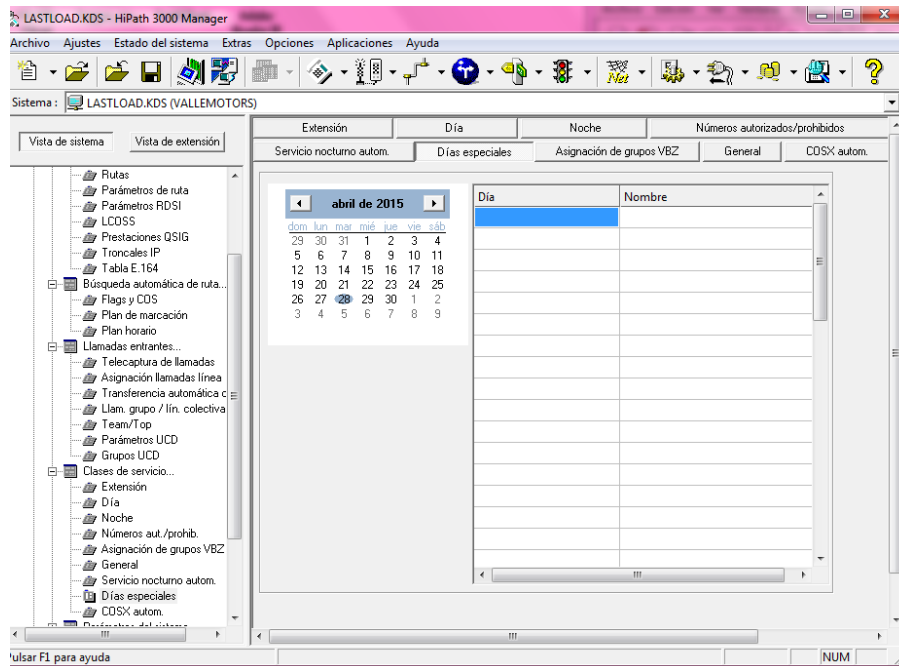 LASTLOAD.KDS - HiPath 3000 Manager
Archivo Ajustes Estado del sistema Extras Opciones Aplicaciones Ayuda
Net
Sistema : LASTLOAD.KDS (VALLEMOTORS)
Vista de sistema Vista de extensión
Rutas
Parámetros de ruta
Parámetros RDSI
LCOSS
Prestaciones QSIG
Troncales IP
Tabla E.164
Búsqueda automática de ruta...
Flags y COS
Plan de marcación
Plan horario
Llamadas entrantes...
Telecaptura de llamadas
Asignación llamadas línea
Transferencia automática
Llam. grupo / lín. colectiva
Team/Top
Parámetros UCD
Grupos UCD
Clases de servicio...
Extensión
Día
Noche
Números aut./prohib.
Asignación de grupos VBZ
General
Servicio nocturno autom.
Días especiales
COSX autom.
Extensión Día Noche Números autorizados/prohibidos
Servicio nocturno autom. Días especiales Asignación de grupos VBZ General COSX autom.
abril de 2015
dom lun mar mié jue vie sáb
29 30 31 1 2 3 4
5 6 7 8 9 10 11
12 13 14 15 16 17 18
19 20 21 22 23 24 25
26 27 28 29 30 1 2
3 4 5 6 7 8 9
Día Nombre
Pulsar F1 para ayuda NUM